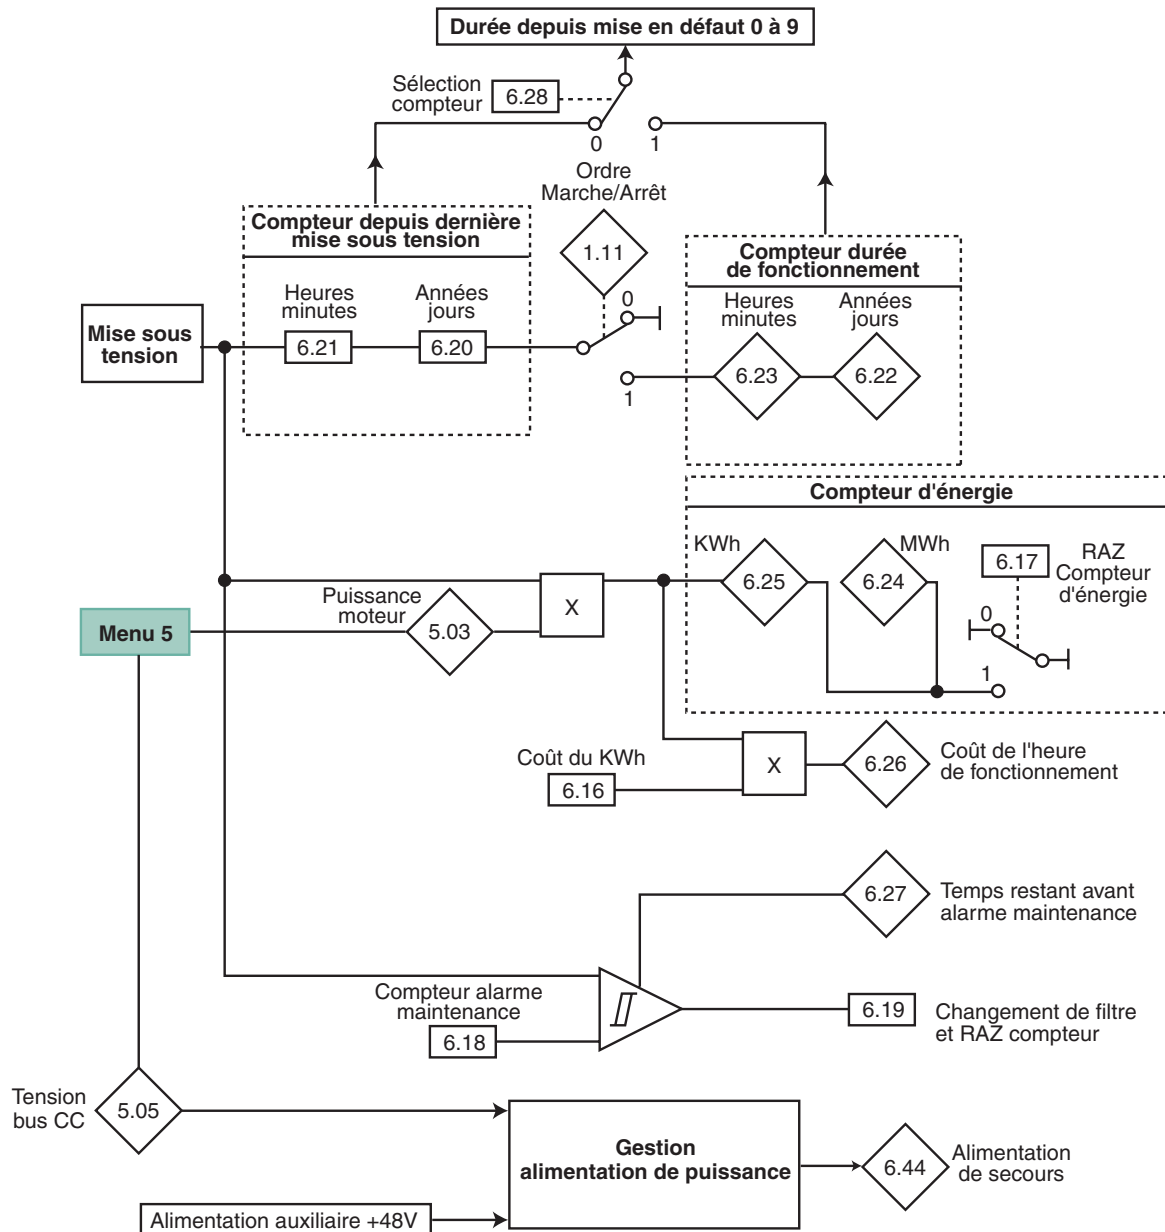 Durée depuis mise en défaut 0 à 9
Sélection
compteur
6.28
0
1
Ordre
Marche/Arrêt
1.11
Compteur depuis dernière
mise sous tension
Heures
minutes
Années
jours
6.21
6.20
Mise sous
tension
0
1
Compteur durée
de fonctionnement
Heures
minutes
Années
jours
6.23
6.22
Compteur d'énergie
KWh
6.25
MWh
6.24
6.17
RAZ
Compteur
d'énergie
0
1
Menu 5
Puissance
moteur
5.03
X
Coût du KWh
6.16
X
6.26
Coût de l'heure
de fonctionnement
6.27
Temps restant avant
alarme maintenance
Compteur alarme
maintenance
6.18
6.19
Changement de filtre
et RAZ compteur
Tension
bus CC
5.05
Gestion
alimentation de puissance
6.44
Alimentation
de secours
Alimentation auxiliaire +48V